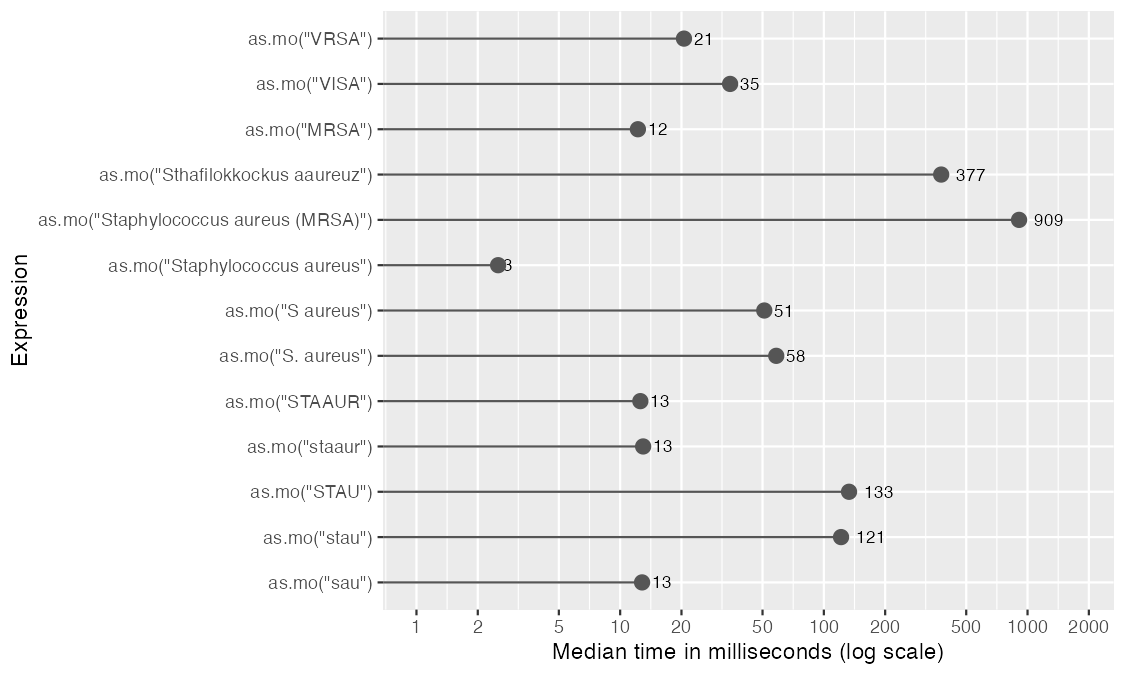 as.mo("VRSA")
21
as.mo("VISA")
35
as.mo("MRSA")
12
as.mo("Sthafilokkockus aaureuz")
377
as.mo("Staphylococcus aureus (MRSA)")
909
as.mo("Staphylococcus aureus")
3
as.mo("S aureus")
51
as.mo("S. aureus")
58
as.mo("STAAUR")
13
as.mo("staaur")
13
as.mo("STAU")
133
as.mo("stau")
121
as.mo("sau")
13
Expression
1 2 5 10 20 50 100 200 500 1000 2000
Median time in milliseconds (log scale)